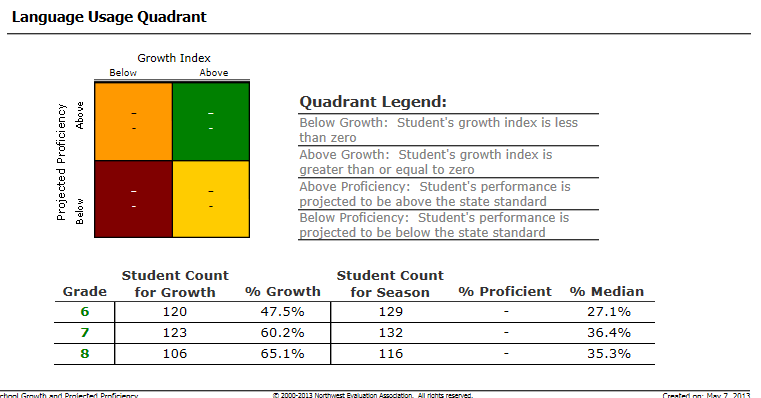 Language Usage Quadrant
Growth Index
Below Above
Projected Proficiency
Above
Below
–
–
–
–
–
–
–
–
Quadrant Legend:
Below Growth: Student's growth index is less
than zero
Above Growth: Student's growth index is
greater than or equal to zero
Above Proficiency: Student's performance is
projected to be above the state standard
Below Proficiency: Student's performance is
projected to be below the state standard
Student Count Student Count
Grade for Growth % Growth for Season % Proficient % Median
6 120 47.5% 129 - 27.1%
7 123 60.2% 132 - 36.4%
8 106 65.1% 116 - 35.3%
chool Growth and Projected Proficiency © 2000-2013 Northwest Evaluation Association. All rights reserved. Created on: May 7, 2013